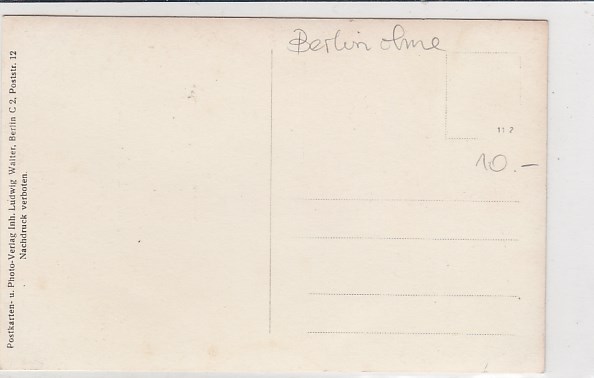 Berlin ohne
11 2
10.-
Postkarten- u. Photo-Verlag Inh. Ludwig Walter, Berlin C 2, Poststr. 12
Nachdruck verboten.